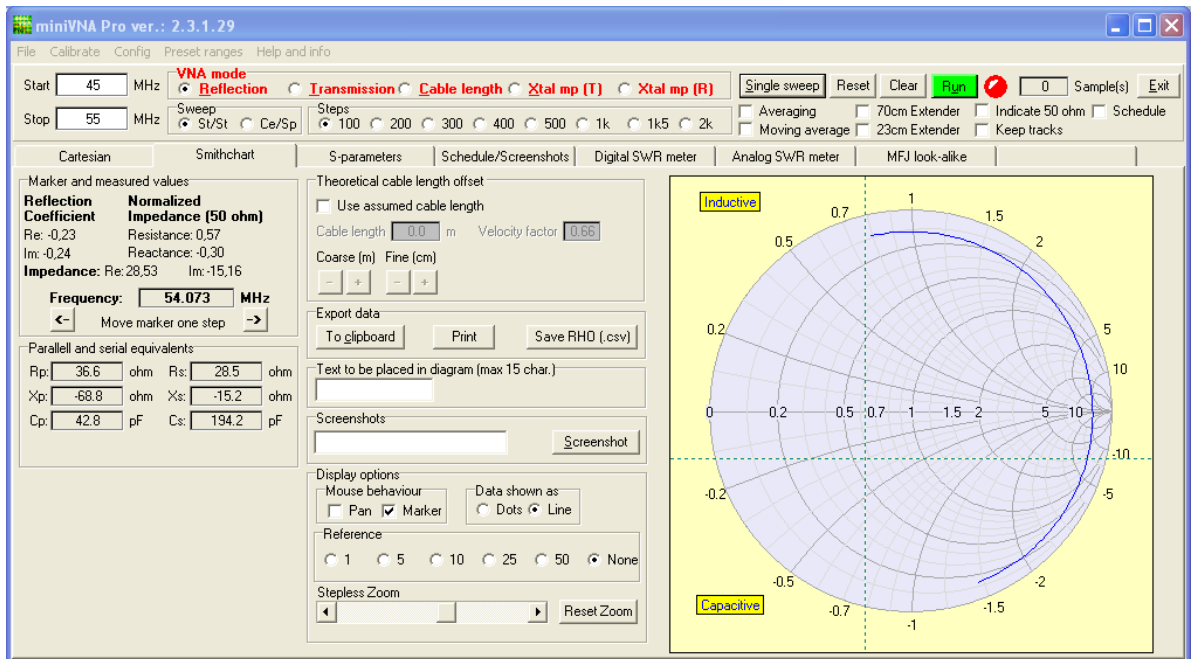 miniVNA Pro ver.: 2.3.1.29
File Calibrate Config Preset ranges Help and info
Start 45 MHz
VNA mode
Reflection Transmission Cable length Xtal mp (T) Xtal mp (R)
Single sweep Reset Clear Run 0 Sample(s) Exit
Stop 55 MHz
Sweep
St/St Ce/Sp
Steps
100 200 300 400 500 1k 1k5 2k
Averaging 70cm Extender Indicate 50 ohm Schedule
Moving average 23cm Extender Keep tracks
Cartesian Smithchart S-parameters Schedule/Screenshots Digital SWR meter Analog SWR meter MFJ look-alike
Marker and measured values
Reflection Normalized
Coefficient Impedance (50 ohm)
Re: -0,23 Resistance: 0,57
Im: -0,24 Reactance: -0,30
Impedance: Re: 28,53 Im: -15,16
Frequency: 54.073 MHz
<- Move marker one step ->
Parallell and serial equivalents
Rp: 36.6 ohm Rs: 28.5 ohm
Xp: -68.8 ohm Xs: -15.2 ohm
Cp: 42.8 pF Cs: 194.2 pF
Theoretical cable length offset
Use assumed cable length
Cable length 0.0 m Velocity factor 0.66
Coarse (m) Fine (cm)
- + - +
Export data
To clipboard Print Save RHO (.csv)
Text to be placed in diagram (max 15 char.)
Screenshots
Screenshot
Display options
Mouse behaviour
Pan Marker
Data shown as
Dots Line
Reference
1 5 10 25 50 None
Stepless Zoom
Reset Zoom
Inductive
1
0.7 1.5
0.5 2
0.2 5
10
0 0.2 0.5 0.7 1 1.5 2 5 10
-10
-0.2 -5
-0.5 -2
Capacitive
-0.7 -1.5
-1